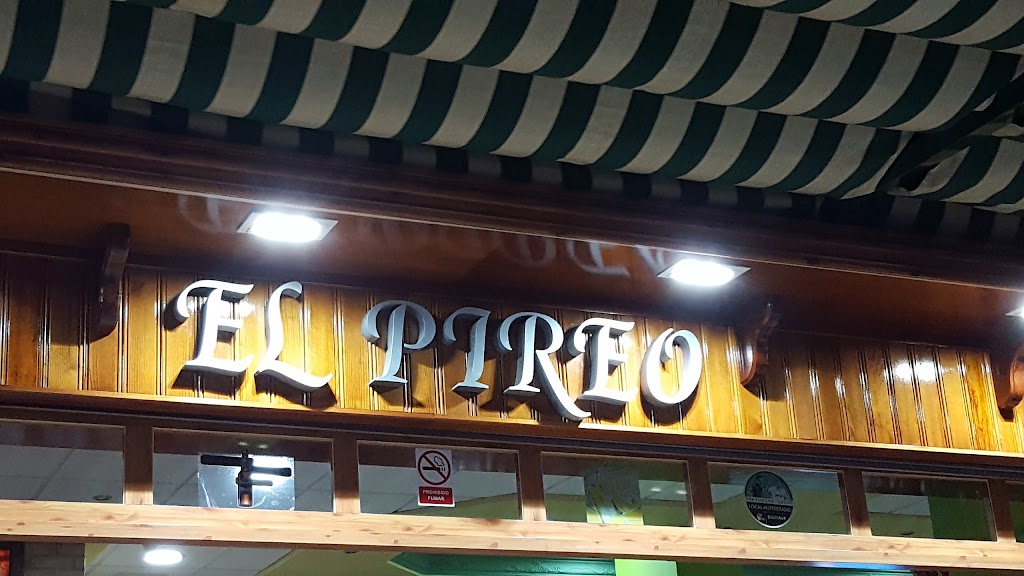 EL PIREO
PROHIBIDO
FUMAR
LOCAL AUTORIZADO